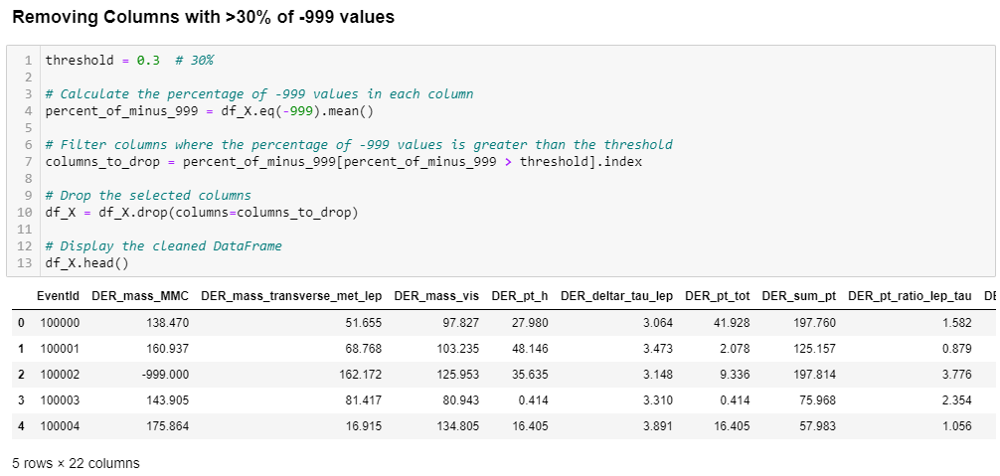 Removing Columns with >30% of -999 values
1 threshold = 0.3  # 30%
2
3 # Calculate the percentage of -999 values in each column
4 percent_of_minus_999 = df_X.eq(-999).mean()
5
6 # Filter columns where the percentage of -999 values is greater than the threshold
7 columns_to_drop = percent_of_minus_999[percent_of_minus_999 > threshold].index
8
9 # Drop the selected columns
10 df_X = df_X.drop(columns=columns_to_drop)
11
12 # Display the cleaned DataFrame
13 df_X.head()
EventId DER_mass_MMC DER_mass_transverse_met_lep DER_mass_vis DER_pt_h DER_deltar_tau_lep DER_pt_tot DER_sum_pt DER_pt_ratio_lep_tau
0 100000 138.470 51.655 97.827 27.980 3.064 41.928 197.760 1.582
1 100001 160.937 68.768 103.235 48.146 3.473 2.078 125.157 0.879
2 100002 -999.000 162.172 125.953 35.635 3.148 9.336 197.814 3.776
3 100003 143.905 81.417 80.943 0.414 3.310 0.414 75.968 2.354
4 100004 175.864 16.915 134.805 16.405 3.891 16.405 57.983 1.056
5 rows × 22 columns